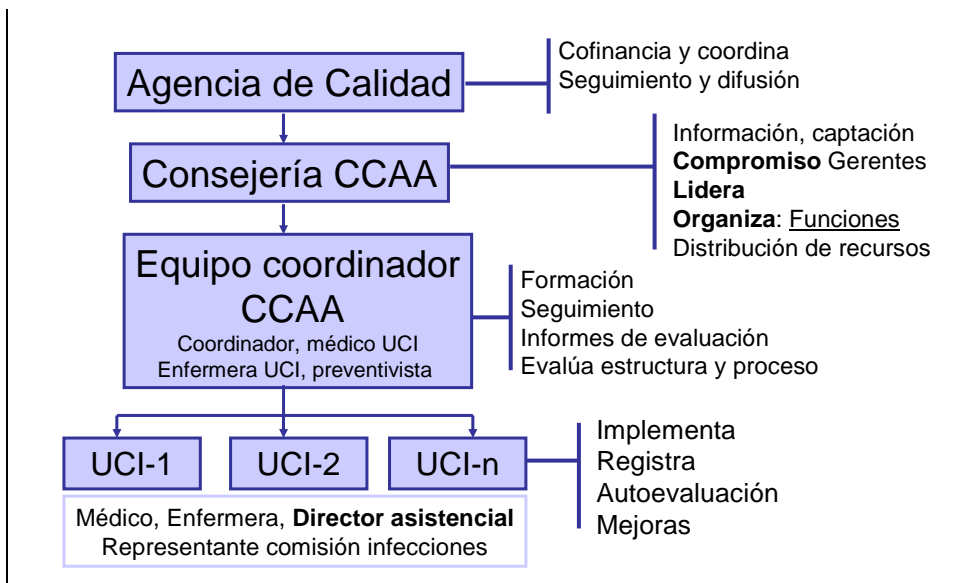 Agencia de Calidad
Cofinancia y coordina
Seguimiento y difusión
Consejería CCAA
Información, captación
Compromiso Gerentes
Lidera
Organiza: Funciones
Distribución de recursos
Equipo coordinador
CCAA
Coordinador, médico UCI
Enfermera UCI, preventivista
Formación
Seguimiento
Informes de evaluación
Evalúa estructura y proceso
UCI-1
UCI-2
UCI-n
Implementa
Registra
Autoevaluación
Mejoras
Médico, Enfermera, Director asistencial
Representante comisión infecciones